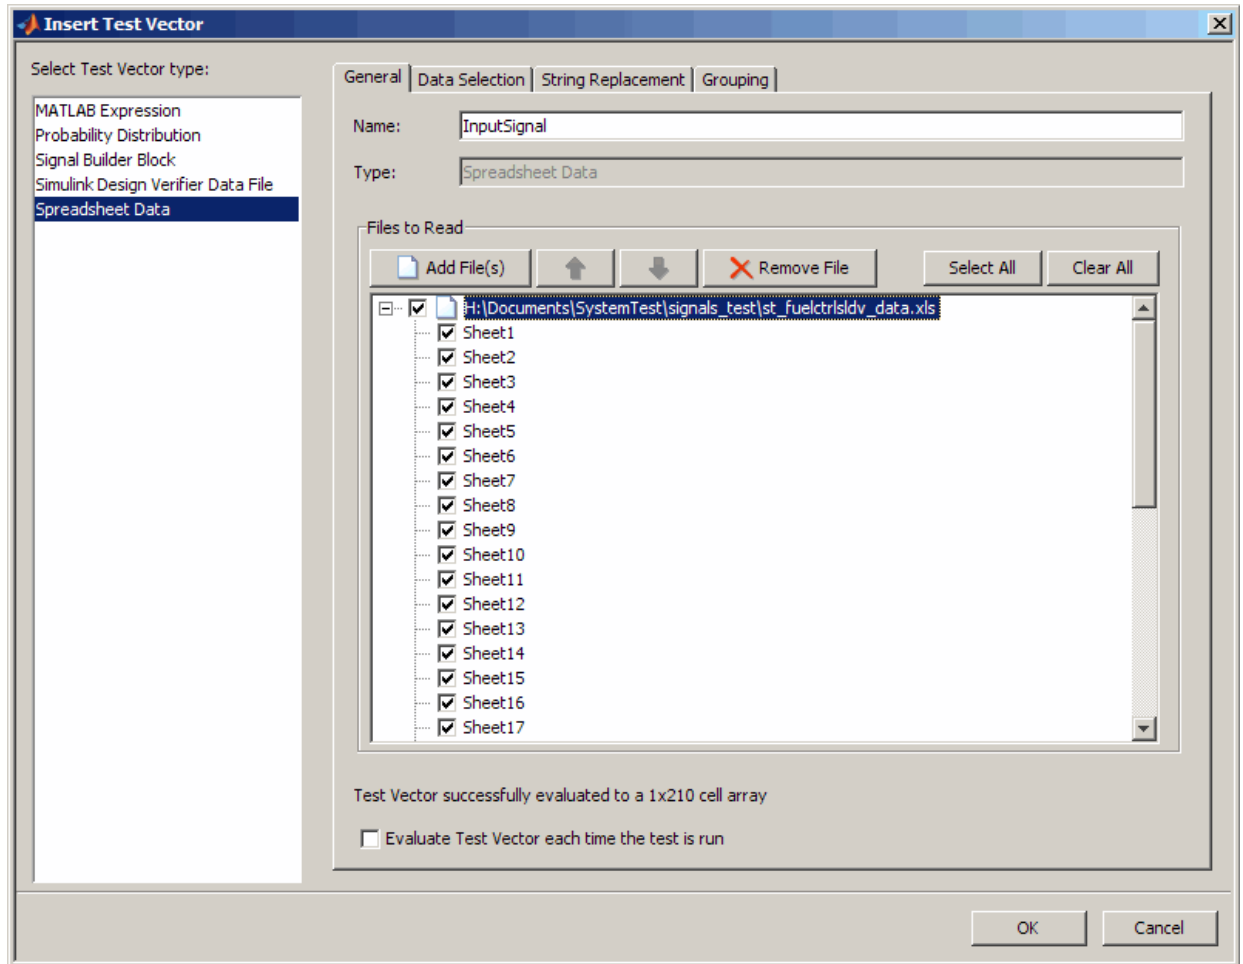 Insert Test Vector
Select Test Vector type:
MATLAB Expression
Probability Distribution
Signal Builder Block
Simulink Design Verifier Data File
Spreadsheet Data
General Data Selection String Replacement Grouping
Name: InputSignal
Type: Spreadsheet Data
Files to Read
Add File(s) Remove File Select All Clear All
H:\Documents\SystemTest\signals_test\st_fuelctrlsldv_data.xls
Sheet1
Sheet2
Sheet3
Sheet4
Sheet5
Sheet6
Sheet7
Sheet8
Sheet9
Sheet10
Sheet11
Sheet12
Sheet13
Sheet14
Sheet15
Sheet16
Sheet17
Test Vector successfully evaluated to a 1x210 cell array
Evaluate Test Vector each time the test is run
OK Cancel